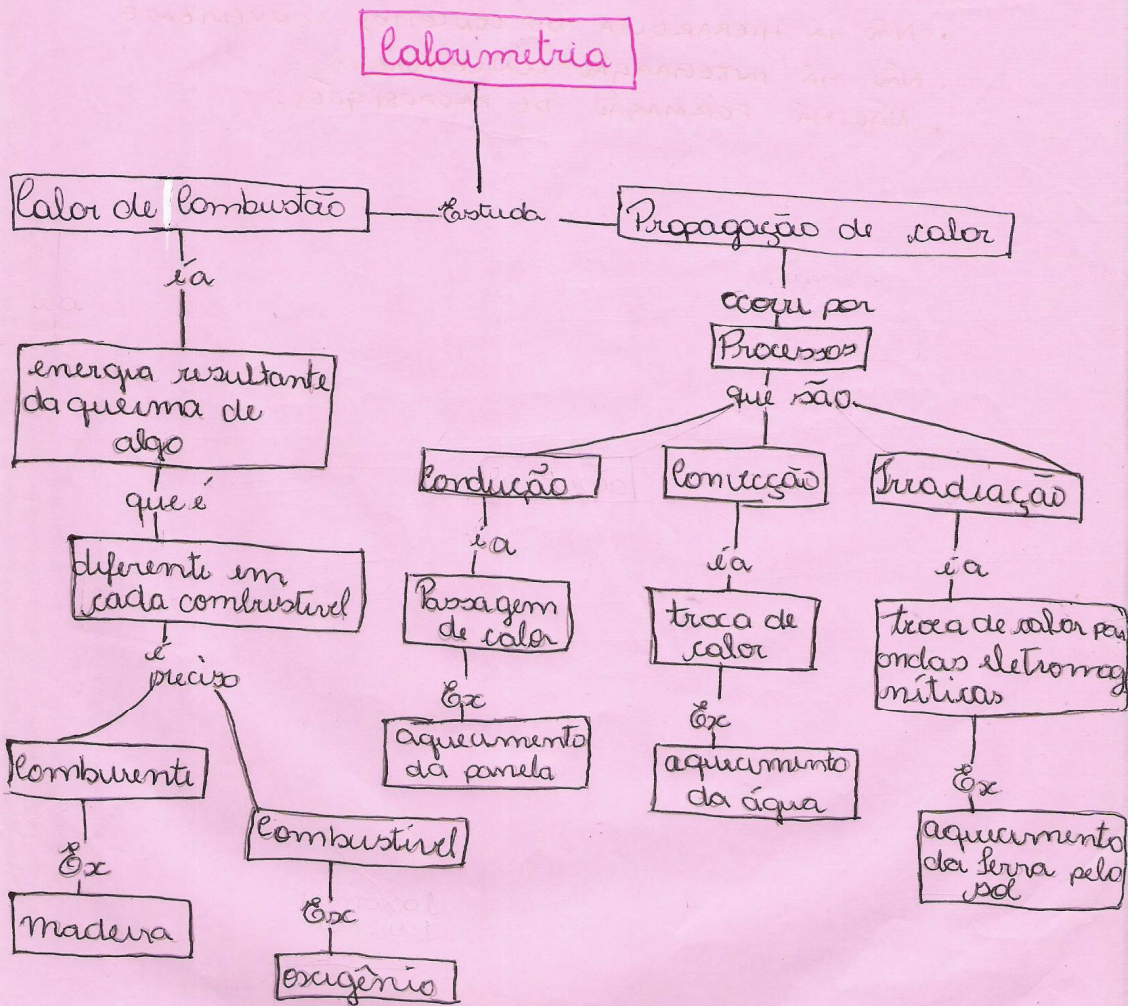 Calorimetria
Calor de Combustão
Estuda
Propagação de calor
é a
energia resultante
da queima de
algo
que é
diferente em
cada combustível
é
preciso
Comburente
Ex
madeira
Combustível
Ex
oxigênio
ocorre por
Processos
que são
Condução
é a
Passagem
de calor
Ex
aquecimento
da panela
Convecção
é a
troca de
calor
Ex
aquecimento
da água
Irradiação
é a
troca de calor por
ondas eletromag
néticas
Ex
aquecimento
da Terra pelo
sol